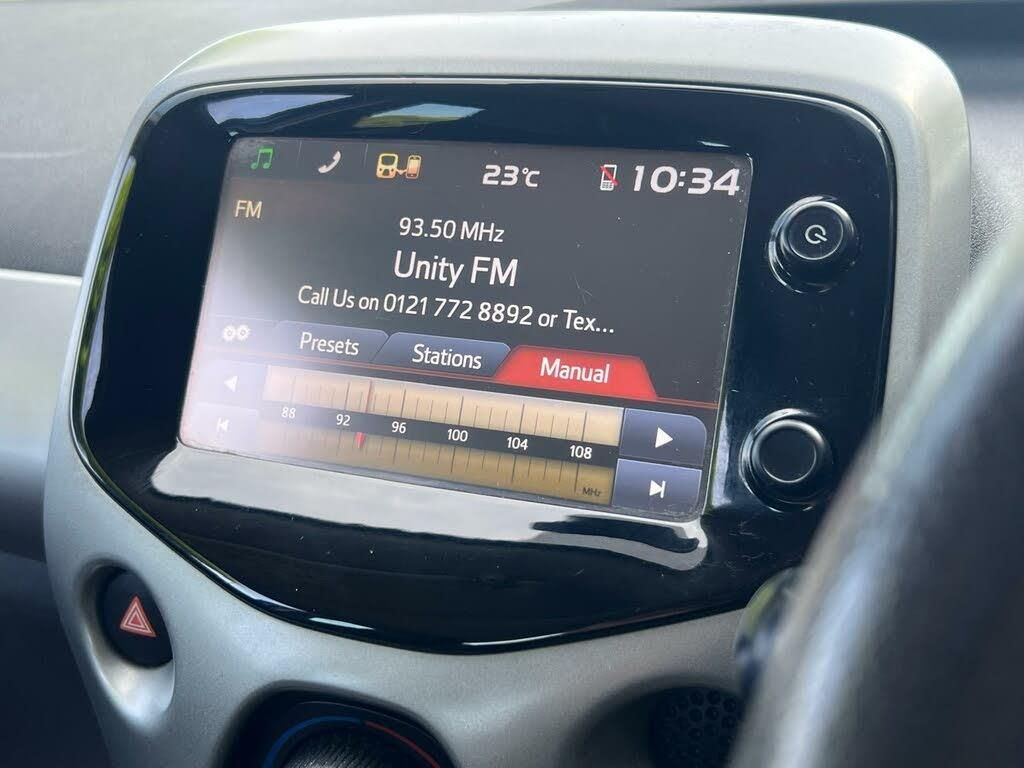 23°C 10:34
FM
93.50 MHz
Unity FM
Call Us on 0121 772 8892 or Tex...
Presets Stations Manual
88 92 96 100 104 108
MHz